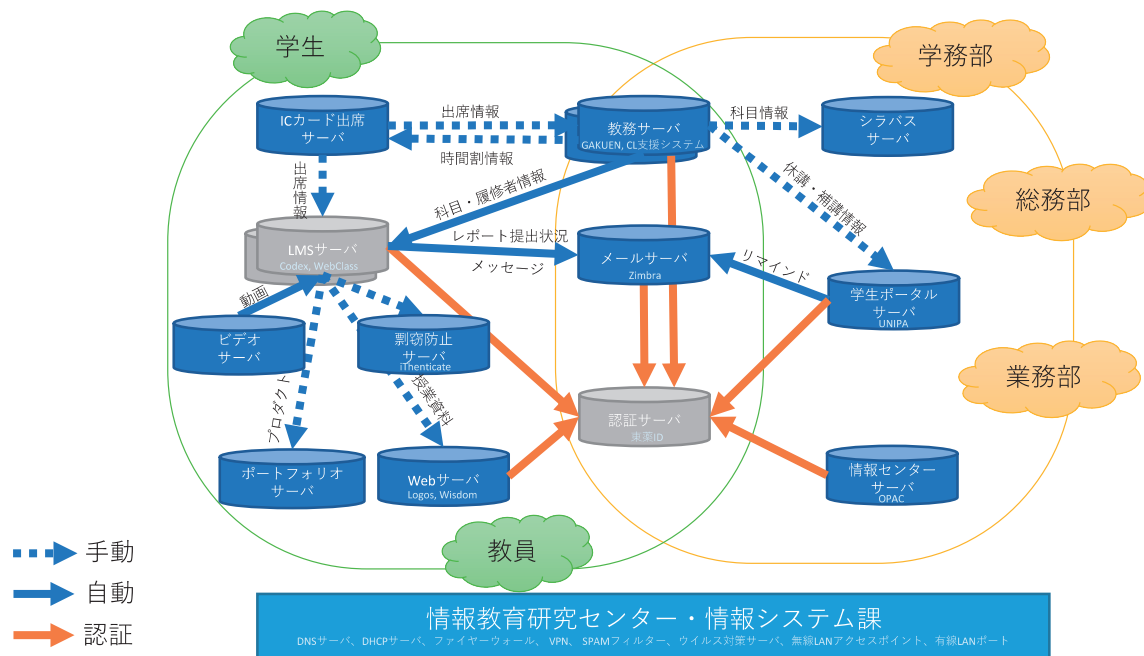 学生
学務部
ICカード出席
サーバ
出席情報
時間割情報
教務サーバ
GAKUEN, CL支援システム
科目情報
シラバス
サーバ
出席情報
科目・履修者情報
休講・補講情報
総務部
LMSサーバ
Codex, WebClass
レポート提出状況
メッセージ
メールサーバ
Zimbra
リマインド
学生ポータル
サーバ
UNIPA
動画
ビデオ
サーバ
剽窃防止
サーバ
iThenticate
業務部
プロダクト
授業資料
認証サーバ
東薬ID
ポートフォリオ
サーバ
Webサーバ
Logos, Wisdom
情報センター
サーバ
OPAC
教員
手動
自動
認証
情報教育研究センター・情報システム課
DNSサーバ、DHCPサーバ、ファイヤーウォール、 VPN、 SPAMフィルター、ウイルス対策サーバ、無線LANアクセスポイント、有線LANポート